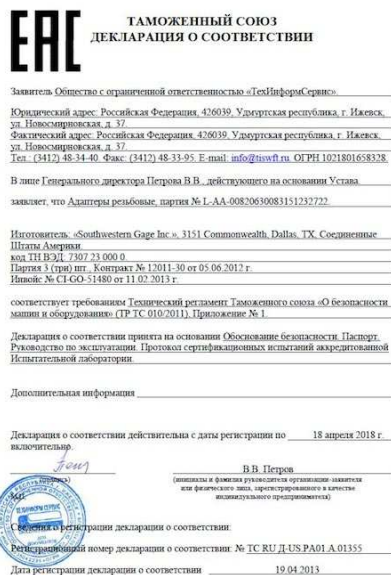 ЕАС
ТАМОЖЕННЫЙ СОЮЗ
ДЕКЛАРАЦИЯ О СООТВЕТСТВИИ
Заявитель Общество с ограниченной ответственностью «ТехИнформСервис».
Юридический адрес: Российская Федерация, 426039, Удмуртская республика, г. Ижевск,
ул. Новосмирновская, д. 37.
Фактический адрес: Российская Федерация, 426039, Удмуртская республика, г. Ижевск,
ул. Новосмирновская, д. 37.
Тел.: (3412) 48-34-40. Факс: (3412) 48-33-95. E-mail: info@tiswft.ru. ОГРН 1021801658328.
В лице Генерального директора Петрова В.В., действующего на основании Устава.
заявляет, что Адаптеры резьбовые, партия № L-AA-00820630083151232722.
Изготовитель: «Southwestern Gage Inc.», 3151 Commonwealth, Dallas, TX, Соединенные
Штаты Америки.
код ТН ВЭД: 7307 23 000 0.
Партия 3 (три) шт., Контракт № 12011-30 от 05.06.2012 г.
Инвойс № CI-GO-51480 от 11.02.2013 г.
соответствует требованиям Технический регламент Таможенного союза «О безопасности
машин и оборудования» (ТР ТС 010/2011), Приложение № 1.
Декларация о соответствии принята на основании Обоснование безопасности. Паспорт.
Руководство по эксплуатации. Протокол сертификационных испытаний аккредитованной
Испытательной лаборатории.
Дополнительная информация
Декларация о соответствии действительна с даты регистрации по 18 апреля 2018 г.
включительно.
В.В. Петров
(подпись)
(инициалы и фамилия руководителя организации-заявителя
или физического лица, зарегистрированного в качестве
индивидуального предпринимателя)
Сведения о регистрации декларации о соответствии:
Регистрационный номер декларации о соответствии: № ТС RU Д-US.РА01.А.01355
Дата регистрации декларации о соответствии: 19.04.2013